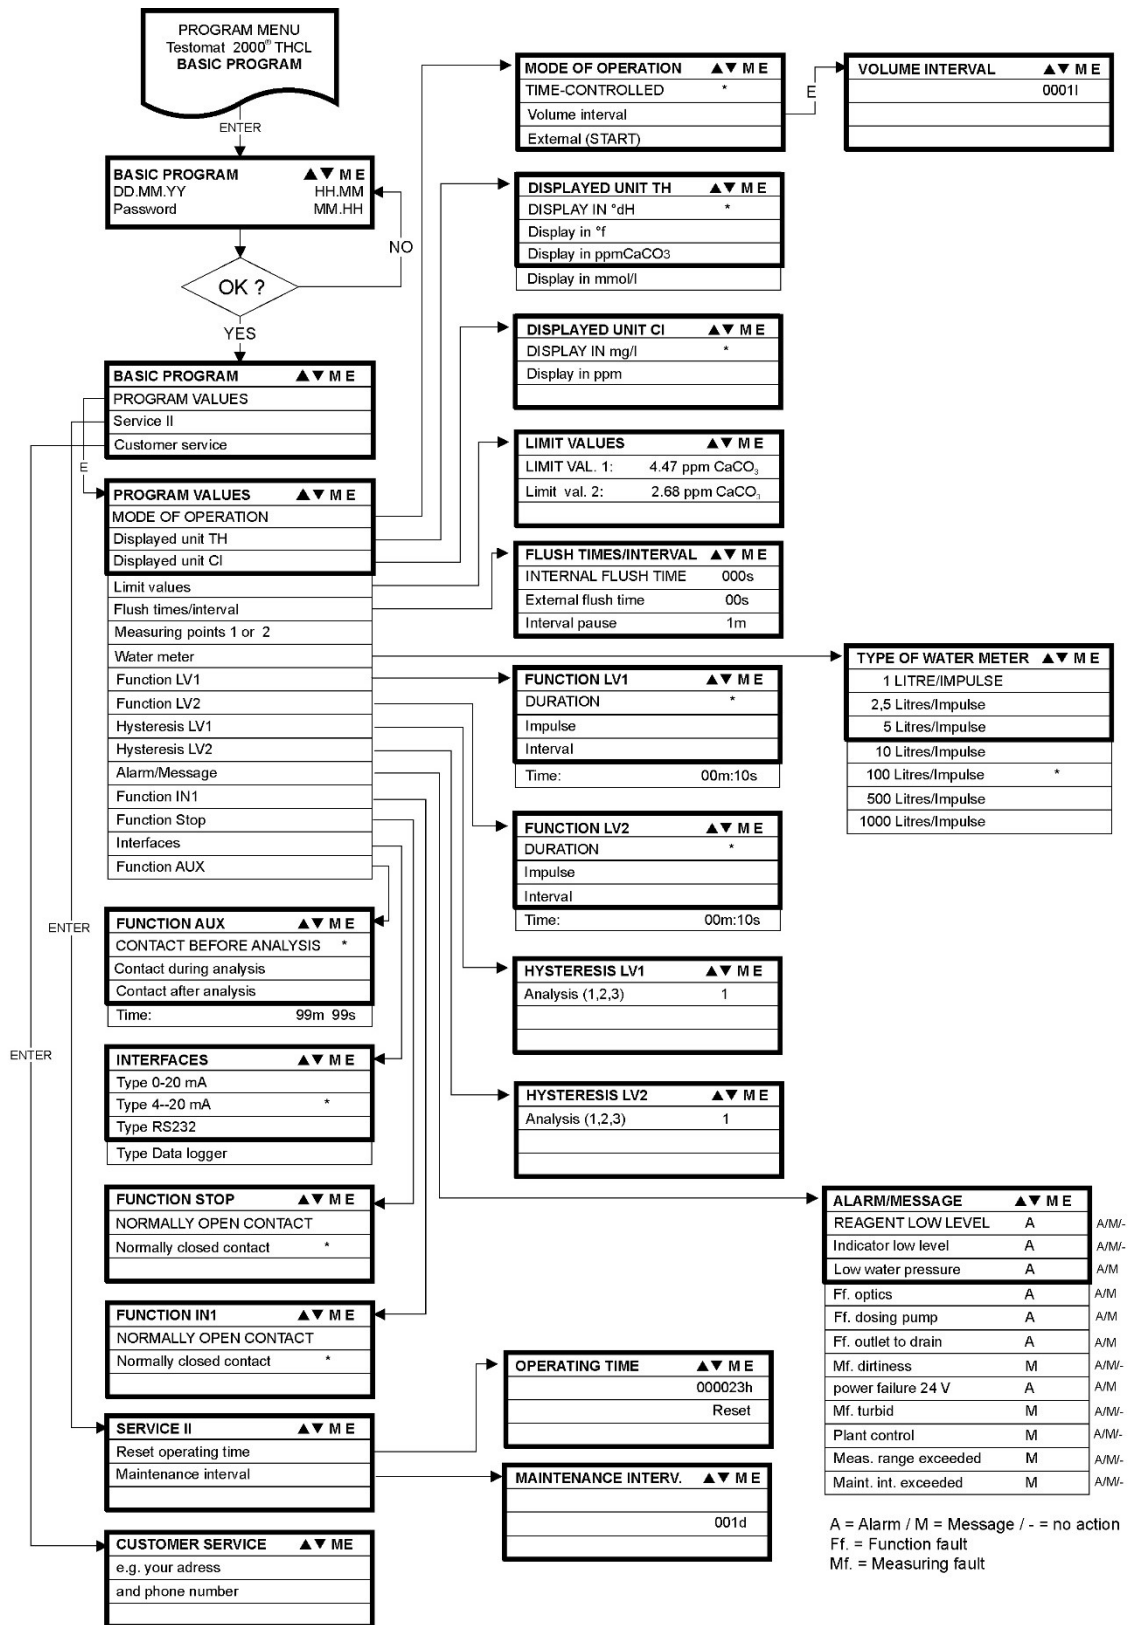 PROGRAM MENU
Testomat 2000® THCL
BASIC PROGRAM
ENTER
BASIC PROGRAM ▲▼ M E
DD.MM.YY HH.MM
Password MM.HH
NO
OK ?
YES
BASIC PROGRAM ▲▼ M E
PROGRAM VALUES
Service II
Customer service
E
PROGRAM VALUES ▲▼ M E
MODE OF OPERATION
Displayed unit TH
Displayed unit Cl
Limit values
Flush times/interval
Measuring points 1 or 2
Water meter
Function LV1
Function LV2
Hysteresis LV1
Hysteresis LV2
Alarm/Message
Function IN1
Function Stop
Interfaces
Function AUX
ENTER
ENTER
FUNCTION AUX ▲▼ M E
CONTACT BEFORE ANALYSIS *
Contact during analysis
Contact after analysis
Time: 99m 99s
INTERFACES ▲▼ M E
Type 0-20 mA
Type 4--20 mA *
Type RS232
Type Data logger
FUNCTION STOP ▲▼ M E
NORMALLY OPEN CONTACT
Normally closed contact *
FUNCTION IN1 ▲▼ M E
NORMALLY OPEN CONTACT
Normally closed contact *
SERVICE II ▲▼ M E
Reset operating time
Maintenance interval
CUSTOMER SERVICE ▲▼ ME
e.g. your adress
and phone number
MODE OF OPERATION ▲▼ M E
TIME-CONTROLLED *
Volume interval
External (START)
E
VOLUME INTERVAL ▲▼ M E
0001l
DISPLAYED UNIT TH ▲▼ M E
DISPLAY IN °dH *
Display in °f
Display in ppmCaCO3
Display in mmol/l
DISPLAYED UNIT Cl ▲▼ M E
DISPLAY IN mg/l *
Display in ppm
LIMIT VALUES ▲▼ M E
LIMIT VAL. 1: 4.47 ppm CaCO₃
Limit val. 2: 2.68 ppm CaCO₃
FLUSH TIMES/INTERVAL ▲▼ M E
INTERNAL FLUSH TIME 000s
External flush time 00s
Interval pause 1m
TYPE OF WATER METER ▲▼ M E
1 LITRE/IMPULSE
2,5 Litres/Impulse
5 Litres/Impulse
10 Litres/Impulse
100 Litres/Impulse *
500 Litres/Impulse
1000 Litres/Impulse
FUNCTION LV1 ▲▼ M E
DURATION *
Impulse
Interval
Time: 00m:10s
FUNCTION LV2 ▲▼ M E
DURATION *
Impulse
Interval
Time: 00m:10s
HYSTERESIS LV1 ▲▼ M E
Analysis (1,2,3) 1
HYSTERESIS LV2 ▲▼ M E
Analysis (1,2,3) 1
ALARM/MESSAGE ▲▼ M E
REAGENT LOW LEVEL A A/M/-
Indicator low level A A/M/-
Low water pressure A A/M
Ff. optics A A/M
Ff. dosing pump A A/M
Ff. outlet to drain A A/M
Mf. dirtiness M A/M/-
power failure 24 V A A/M
Mf. turbid M A/M/-
Plant control M A/M/-
Meas. range exceeded M A/M/-
Maint. int. exceeded M A/M/-
A = Alarm / M = Message / - = no action
Ff. = Function fault
Mf. = Measuring fault
OPERATING TIME ▲▼ M E
000023h
Reset
MAINTENANCE INTERV. ▲▼ M E
001d